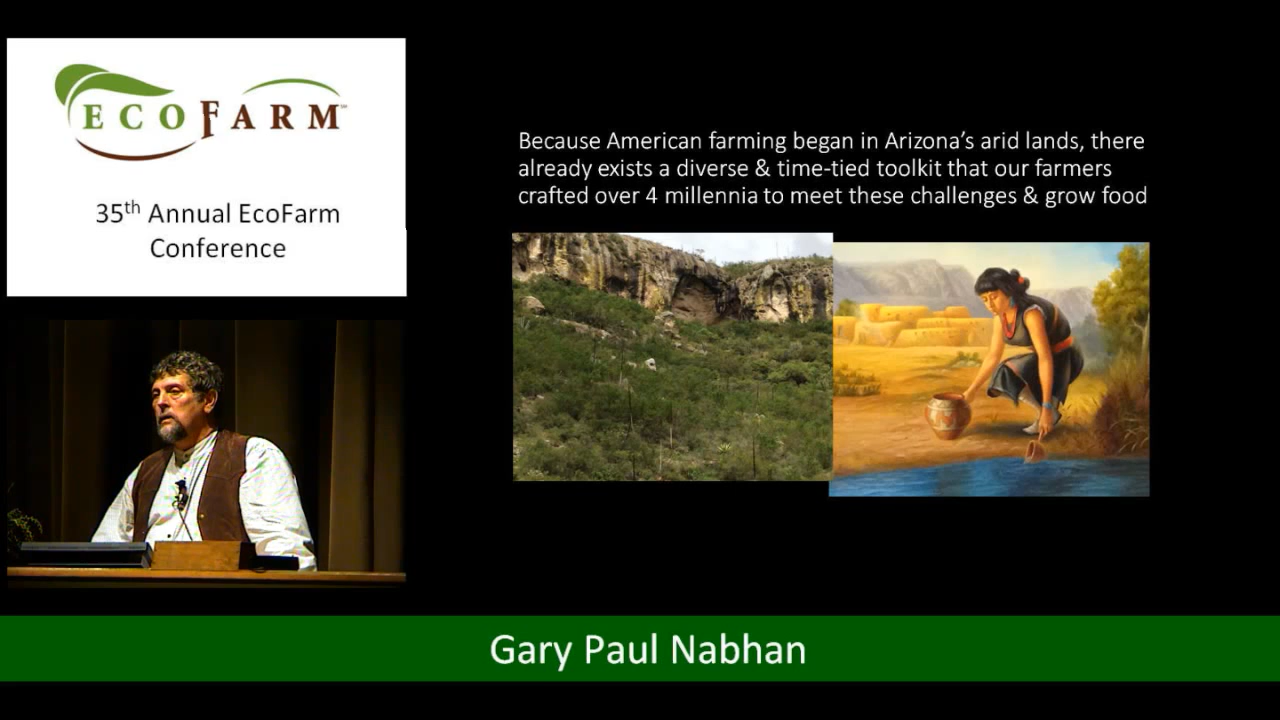 ECOFARM℠
35th Annual EcoFarm
Conference
Because American farming began in Arizona’s arid lands, there
already exists a diverse & time-tied toolkit that our farmers
crafted over 4 millennia to meet these challenges & grow food
Gary Paul Nabhan